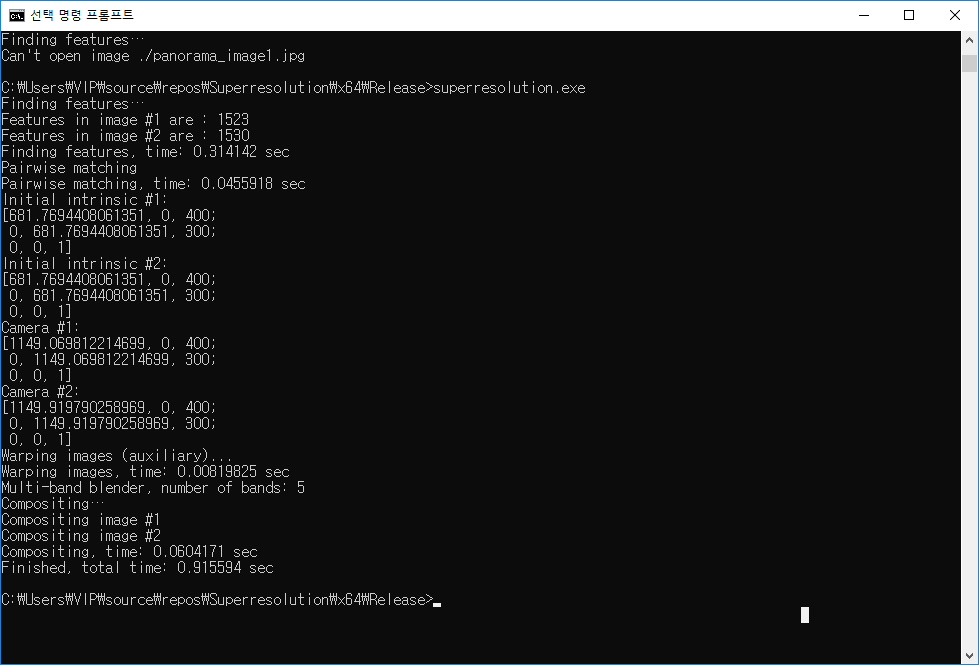 선택 명령 프롬프트
Finding features…
Can't open image ./panorama_image1.jpg
C:₩Users₩VIP₩source₩repos₩Superresolution₩x64₩Release>superresolution.exe
Finding features…
Features in image #1 are : 1523
Features in image #2 are : 1530
Finding features, time: 0.314142 sec
Pairwise matching
Pairwise matching, time: 0.0455918 sec
Initial intrinsic #1:
[681.7694408061351, 0, 400;
 0, 681.7694408061351, 300;
 0, 0, 1]
Initial intrinsic #2:
[681.7694408061351, 0, 400;
 0, 681.7694408061351, 300;
 0, 0, 1]
Camera #1:
[1149.069812214699, 0, 400;
 0, 1149.069812214699, 300;
 0, 0, 1]
Camera #2:
[1149.919790258969, 0, 400;
 0, 1149.919790258969, 300;
 0, 0, 1]
Warping images (auxiliary)...
Warping images, time: 0.00819825 sec
Multi-band blender, number of bands: 5
Compositing…
Compositing image #1
Compositing image #2
Compositing, time: 0.0604171 sec
Finished, total time: 0.915594 sec
C:₩Users₩VIP₩source₩repos₩Superresolution₩x64₩Release>